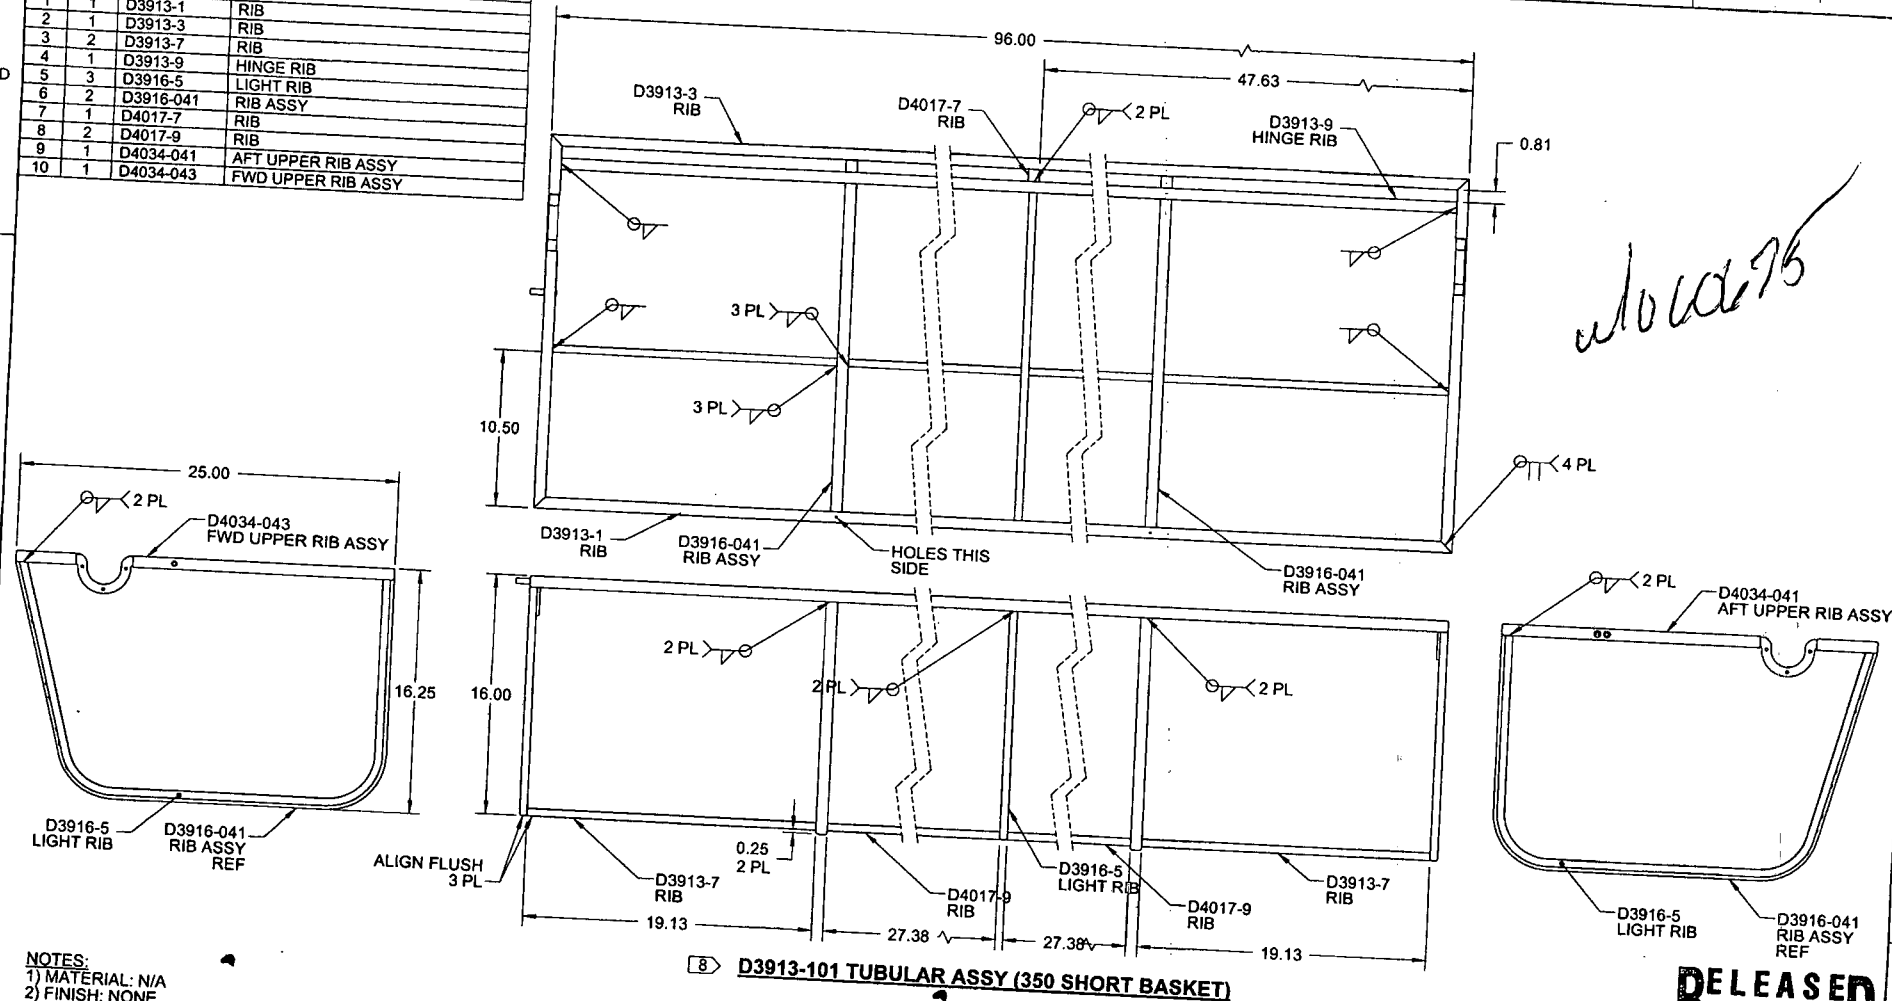 1 1 D3913-1 RIB
2 1 D3913-3 RIB
3 2 D3913-7 RIB
4 1 D3913-9 HINGE RIB
5 3 D3916-5 LIGHT RIB
6 2 D3916-041 RIB ASSY
7 1 D4017-7 RIB
8 2 D4017-9 RIB
9 1 D4034-041 AFT UPPER RIB ASSY
10 1 D4034-043 FWD UPPER RIB ASSY
D
96.00
47.63
D3913-3
RIB
D4017-7
RIB
2 PL
D3913-9
HINGE RIB
0.81
3 PL
3 PL
10.50
4 PL
D3913-1
RIB
D3916-041
RIB ASSY
HOLES THIS
SIDE
D3916-041
RIB ASSY
25.00
2 PL
D4034-043
FWD UPPER RIB ASSY
16.25
D3916-5
LIGHT RIB
D3916-041
RIB ASSY
REF
16.00
2 PL
2 PL
2 PL
ALIGN FLUSH
3 PL
D3913-7
RIB
0.25
2 PL
D4017-9
RIB
D3916-5
LIGHT RIB
D4017-9
RIB
D3913-7
RIB
19.13
27.38
27.38
19.13
2 PL
D4034-041
AFT UPPER RIB ASSY
D3916-5
LIGHT RIB
D3916-041
RIB ASSY
REF
8 D3913-101 TUBULAR ASSY (350 SHORT BASKET)
NOTES:
1) MATERIAL: N/A
2) FINISH: NONE
RELEASED